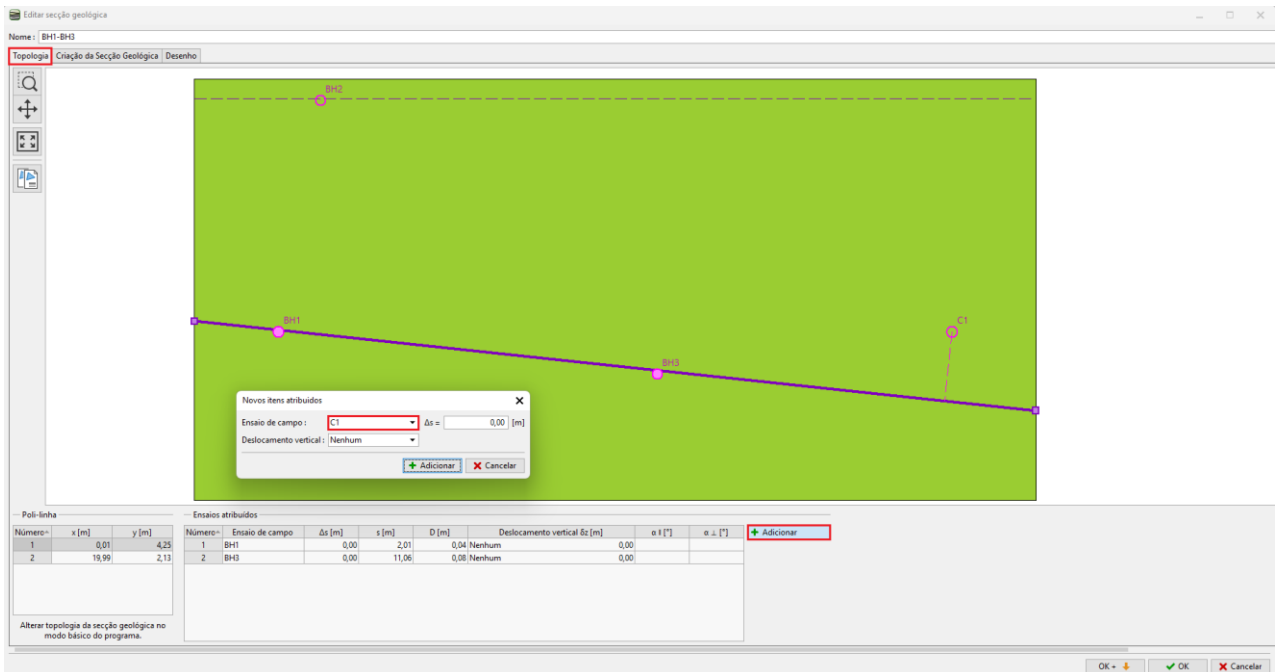 Editar secção geológica
Nome : BH1-BH3
Topologia Criação da Secção Geológica Desenho
BH2
BH1
C1
BH3
Novos itens atribuídos
Ensaio de campo : C1 Δs = 0,00 [m]
Deslocamento vertical : Nenhum
Adicionar Cancelar
Poli-linha
Número x [m] y [m]
1 0,01 4,25
2 19,99 2,13
Alterar topologia da secção geológica no
modo básico do programa.
Ensaios atribuídos
Número Ensaio de campo Δs [m] s [m] D [m] Deslocamento vertical δz [m] α ∥ [°] α ⊥ [°]
1 BH1 0,00 2,01 0,04 Nenhum 0,00
2 BH3 0,00 11,06 0,08 Nenhum 0,00
Adicionar
OK + OK Cancelar